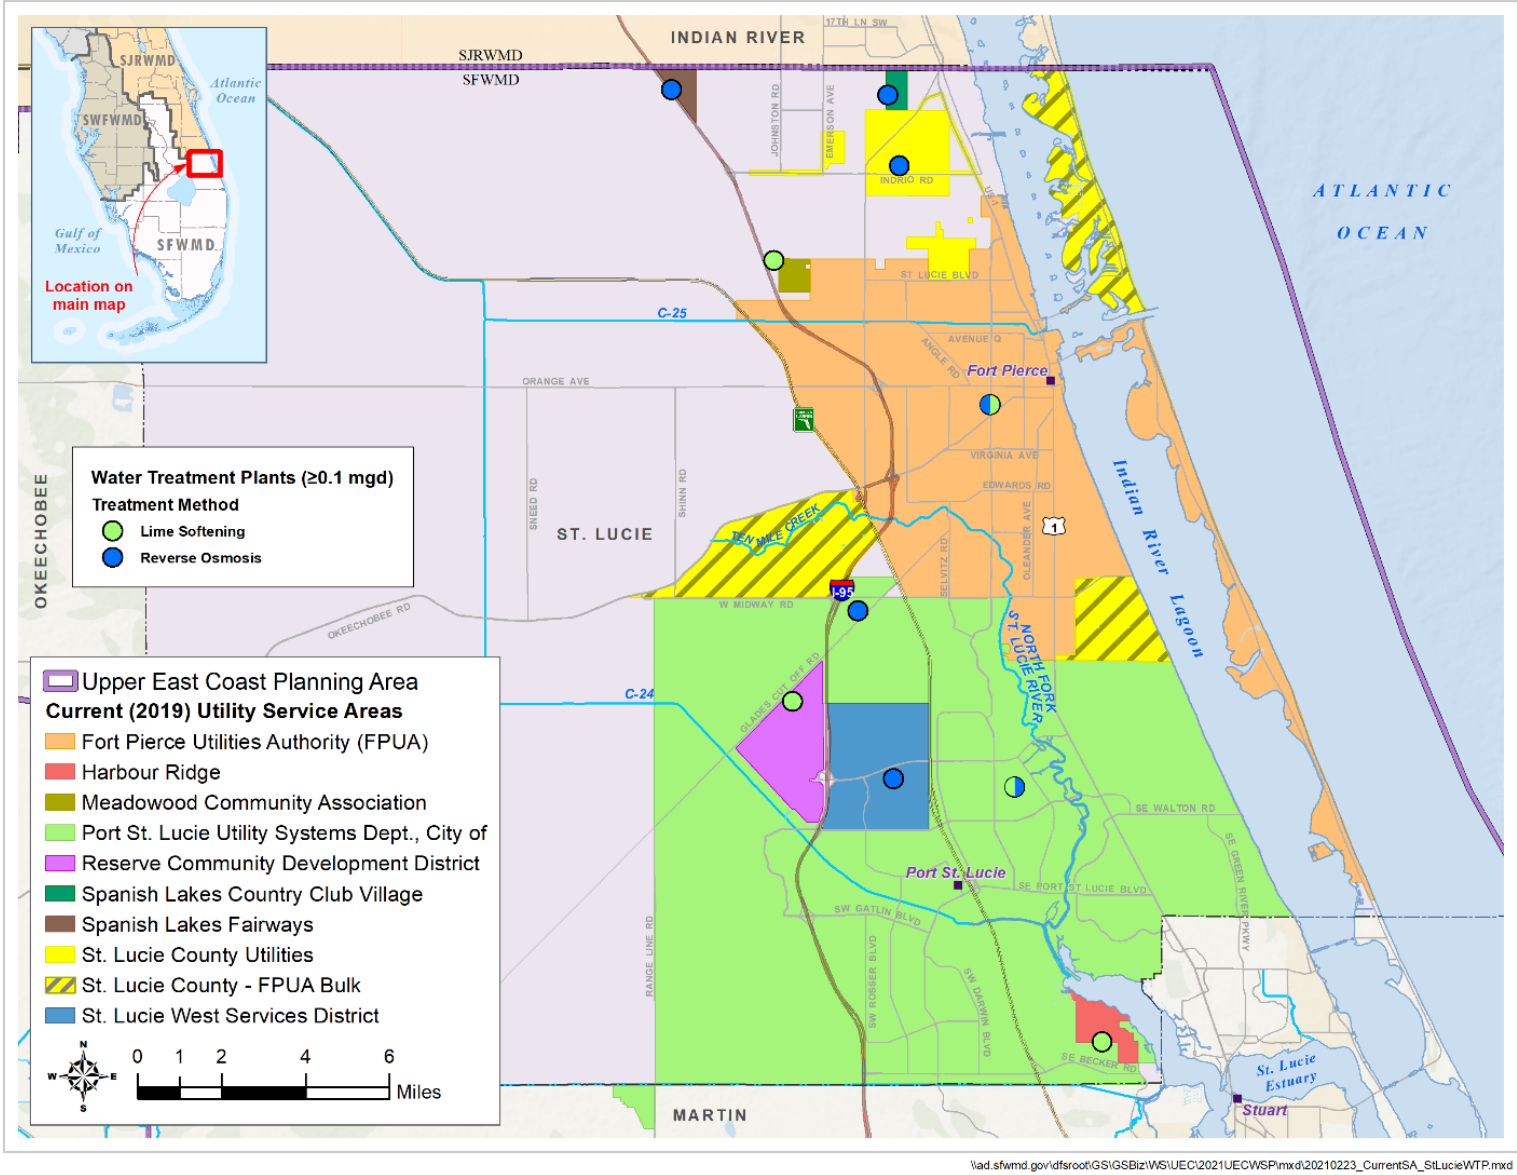 17TH LN SW
INDIAN RIVER
SJRWMD
SFWMD
SJRWMD
Atlantic
Ocean
SWFWMD
Gulf of
Mexico
SFWMD
Location on
main map
JOHNSTON RD
EMERSON AVE
INDRIO RD
US-1
ATLANTIC
OCEAN
ST LUCIE BLVD
C-25
AVENUE Q
ANGLE RD
Fort Pierce
ORANGE AVE
VIRGINIA AVE
EDWARDS RD
OLEANDER AVE
1
SNEED RD
SHINN RD
ST. LUCIE
TEN MILE CREEK
SELVITZ RD
Indian River Lagoon
OKEECHOBEE
Water Treatment Plants (≥0.1 mgd)
Treatment Method
Lime Softening
Reverse Osmosis
I-95
W MIDWAY RD
OKEECHOBEE RD
NORTH FORK
ST. LUCIE RIVER
GLADES CUT OFF RD
C-24
SE WALTON RD
SE GREEN RIVER PKWY
Port St. Lucie
SE PORT ST LUCIE BLVD
SW GATLIN BLVD
RANGE LINE RD
SW ROSSER BLVD
SW DARWIN BLVD
SE BECKER RD
St. Lucie
Estuary
Stuart
MARTIN
Upper East Coast Planning Area
Current (2019) Utility Service Areas
Fort Pierce Utilities Authority (FPUA)
Harbour Ridge
Meadowood Community Association
Port St. Lucie Utility Systems Dept., City of
Reserve Community Development District
Spanish Lakes Country Club Village
Spanish Lakes Fairways
St. Lucie County Utilities
St. Lucie County - FPUA Bulk
St. Lucie West Services District
N
W E
S
0 1 2 4 6
Miles
\\ad.sfwmd.gov\dfsroot\GS\GSBiz\WS\UEC\2021UECWSP\mxd\20210223_CurrentSA_StLucieWTP.mxd